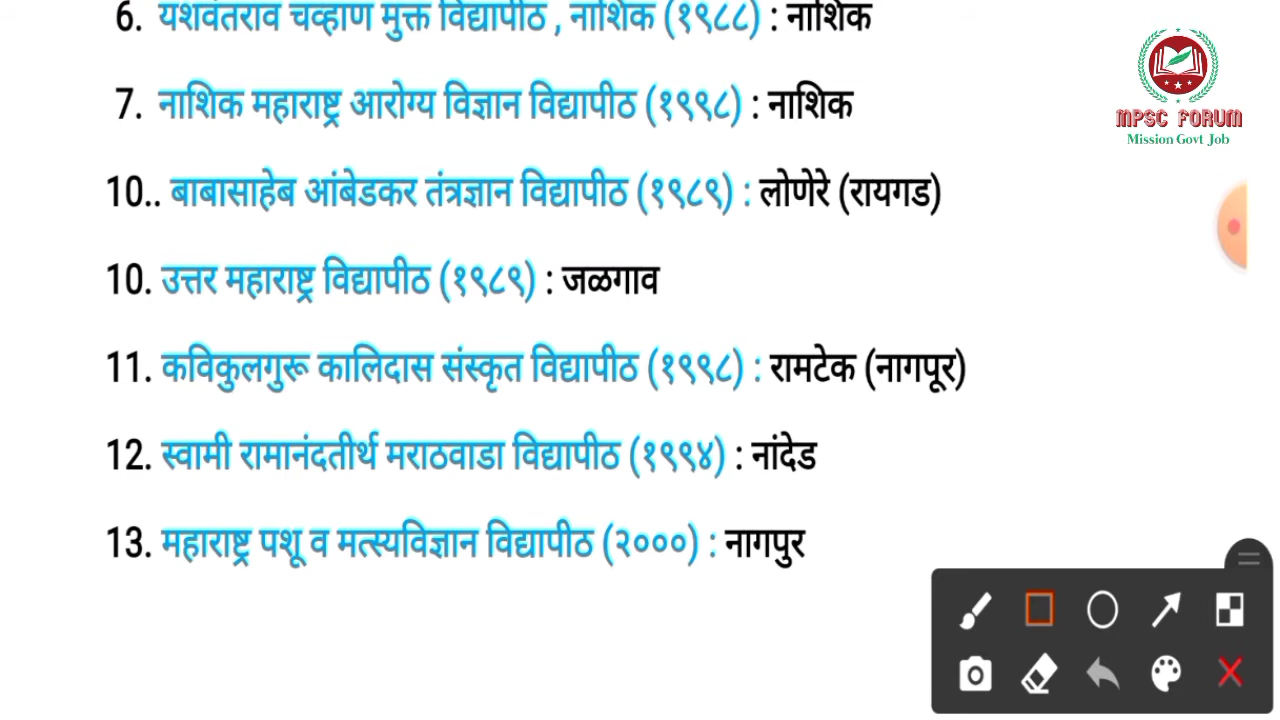 6. यशवंतराव चव्हाण मुक्त विद्यापीठ , नाशिक (१९८८) : नाशिक
7. नाशिक महाराष्ट्र आरोग्य विज्ञान विद्यापीठ (१९९८) : नाशिक
10.. बाबासाहेब आंबेडकर तंत्रज्ञान विद्यापीठ (१९८९) : लोणेरे (रायगड)
10. उत्तर महाराष्ट्र विद्यापीठ (१९८९) : जळगाव
11. कविकुलगुरू कालिदास संस्कृत विद्यापीठ (१९९८) : रामटेक (नागपूर)
12. स्वामी रामानंदतीर्थ मराठवाडा विद्यापीठ (१९९४) : नांदेड
13. महाराष्ट्र पशू व मत्स्यविज्ञान विद्यापीठ (२०००) : नागपुर
MPSC FORUM
Mission Govt Job